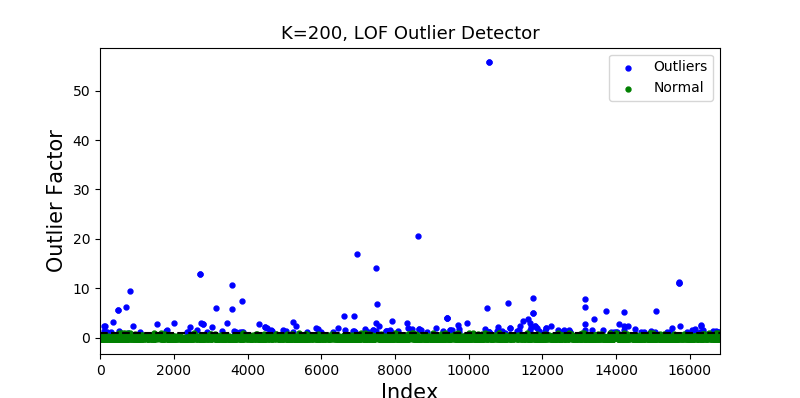 K=200, LOF Outlier Detector
Outliers
Normal
50
40
30
20
10
0
Outlier Factor
0 2000 4000 6000 8000 10000 12000 14000 16000
Index